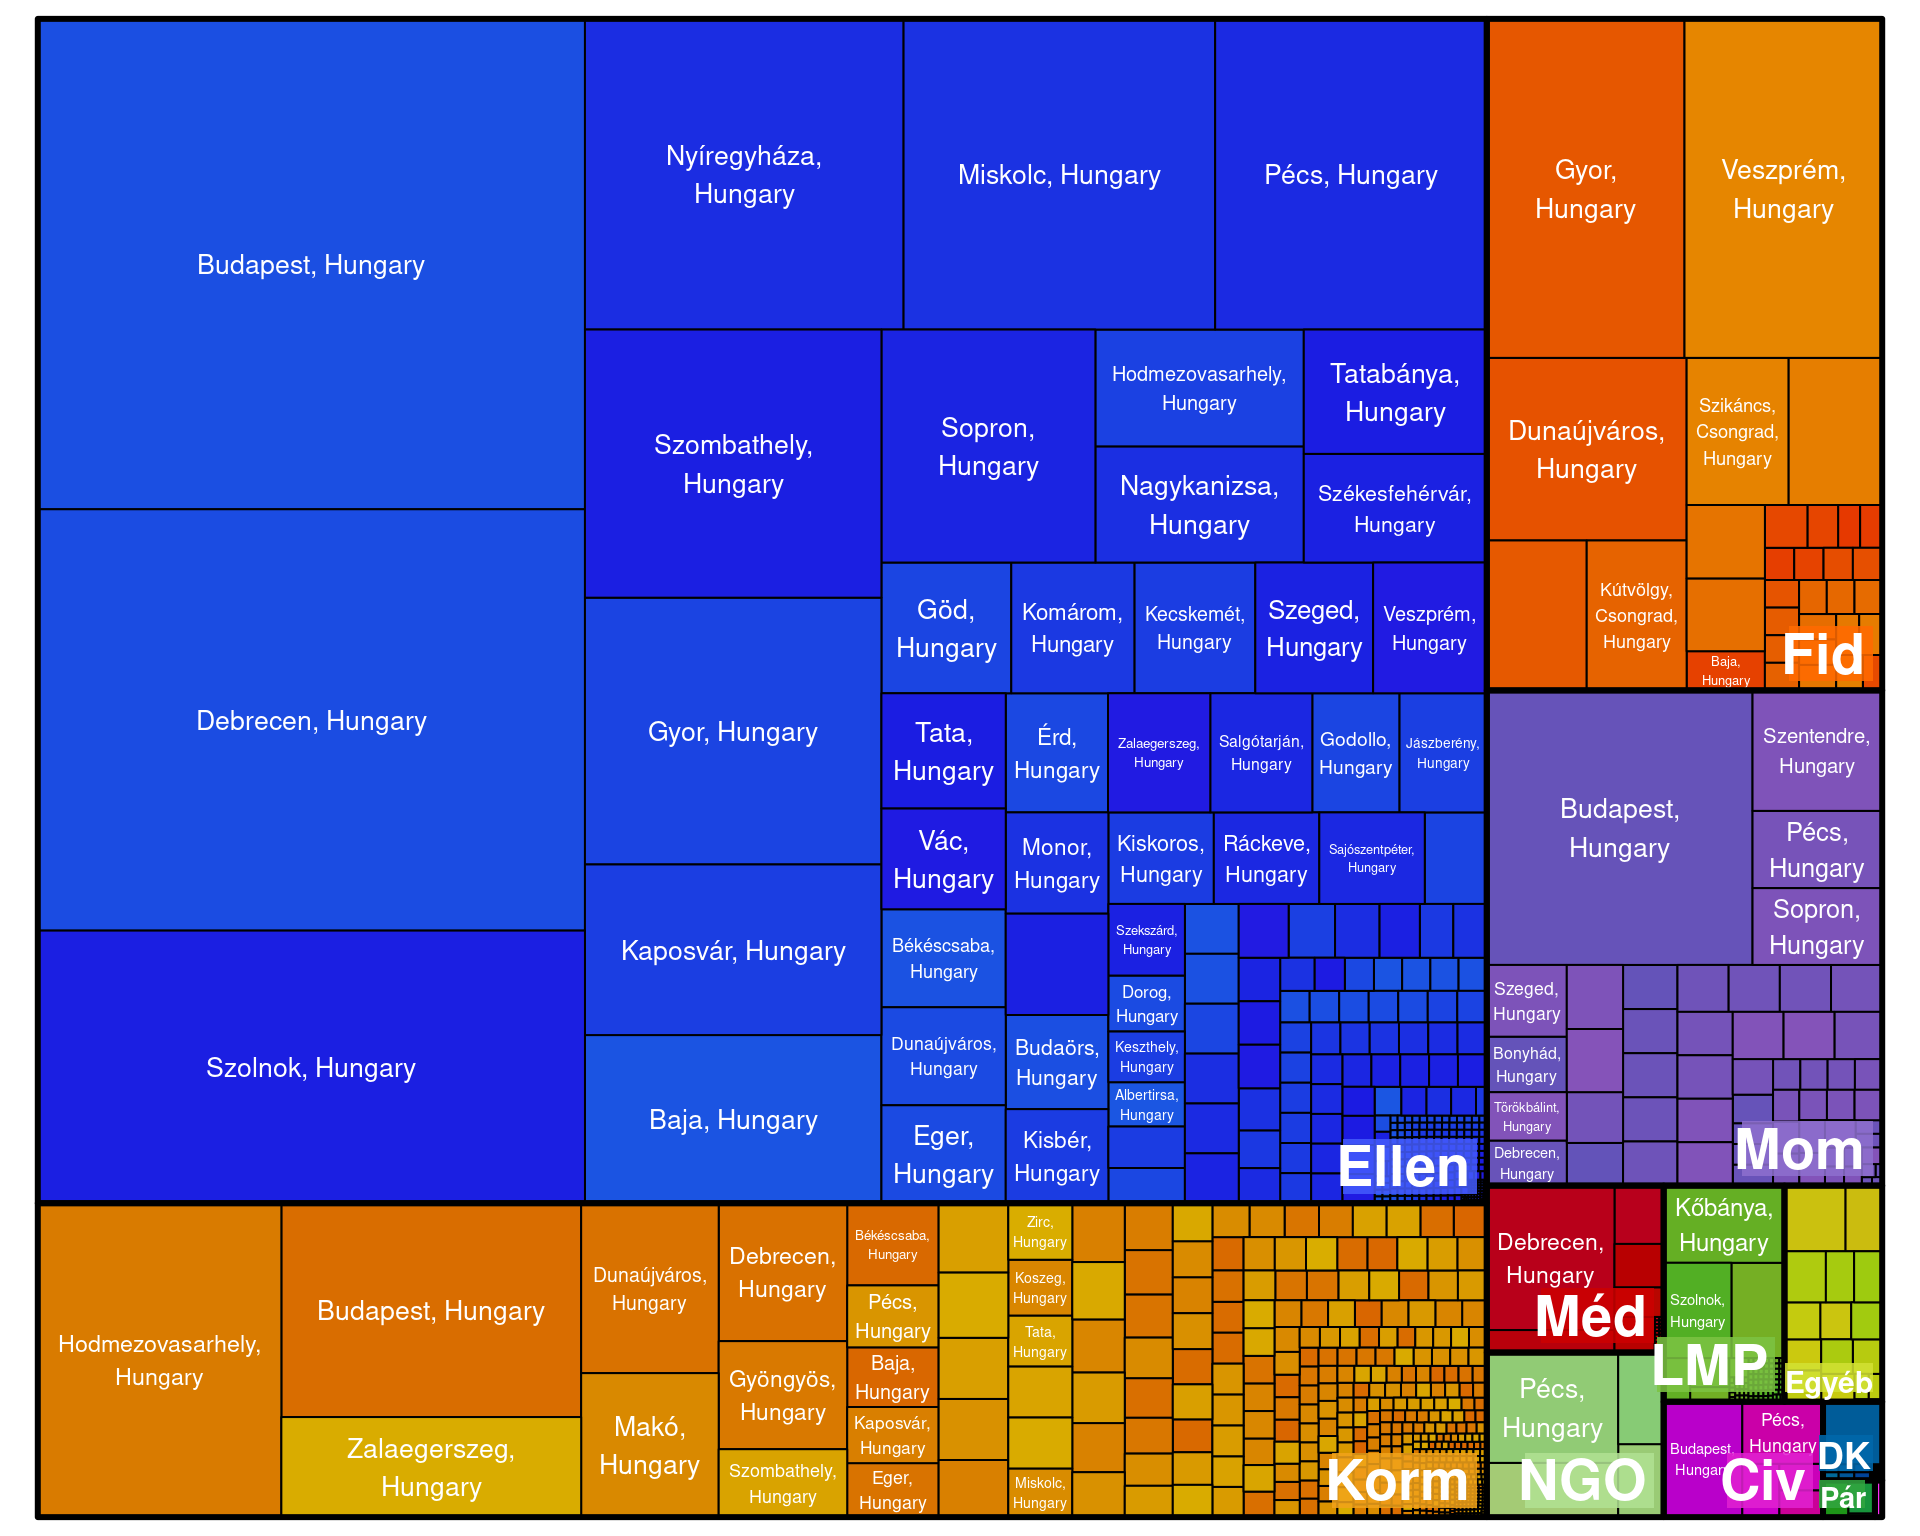 Budapest, Hungary
Debrecen, Hungary
Szolnok, Hungary
Nyíregyháza,
Hungary
Miskolc, Hungary
Pécs, Hungary
Szombathely,
Hungary
Gyor, Hungary
Kaposvár, Hungary
Baja, Hungary
Sopron,
Hungary
Hodmezovasarhely,
Hungary
Nagykanizsa,
Hungary
Tatabánya,
Hungary
Székesfehérvár,
Hungary
Göd,
Hungary
Komárom,
Hungary
Kecskemét,
Hungary
Szeged,
Hungary
Veszprém,
Hungary
Tata,
Hungary
Vác,
Hungary
Békéscsaba,
Hungary
Dunaújváros,
Hungary
Eger,
Hungary
Érd,
Hungary
Monor,
Hungary
Budaörs,
Hungary
Kisbér,
Hungary
Zalaegerszeg,
Hungary
Salgótarján,
Hungary
Godollo,
Hungary
Jászberény,
Hungary
Kiskoros,
Hungary
Ráckeve,
Hungary
Sajószentpéter,
Hungary
Szekszárd,
Hungary
Dorog,
Hungary
Keszthely,
Hungary
Albertirsa,
Hungary
Ellen
Gyor,
Hungary
Veszprém,
Hungary
Dunaújváros,
Hungary
Szikáncs,
Csongrad,
Hungary
Kútvölgy,
Csongrad,
Hungary
Baja,
Hungary
Fid
Budapest,
Hungary
Szentendre,
Hungary
Pécs,
Hungary
Sopron,
Hungary
Szeged,
Hungary
Bonyhád,
Hungary
Törökbálint,
Hungary
Debrecen,
Hungary
Mom
Hodmezovasarhely,
Hungary
Budapest, Hungary
Zalaegerszeg,
Hungary
Dunaújváros,
Hungary
Makó,
Hungary
Debrecen,
Hungary
Gyöngyös,
Hungary
Szombathely,
Hungary
Békéscsaba,
Hungary
Pécs,
Hungary
Baja,
Hungary
Kaposvár,
Hungary
Eger,
Hungary
Zirc,
Hungary
Koszeg,
Hungary
Tata,
Hungary
Miskolc,
Hungary
Korm
Debrecen,
Hungary
Méd
Kőbánya,
Hungary
Szolnok,
Hungary
LMP
Egyéb
Pécs,
Hungary
NGO
Budapest,
Hungary
Pécs,
Hungary
Civ
DK
Pár